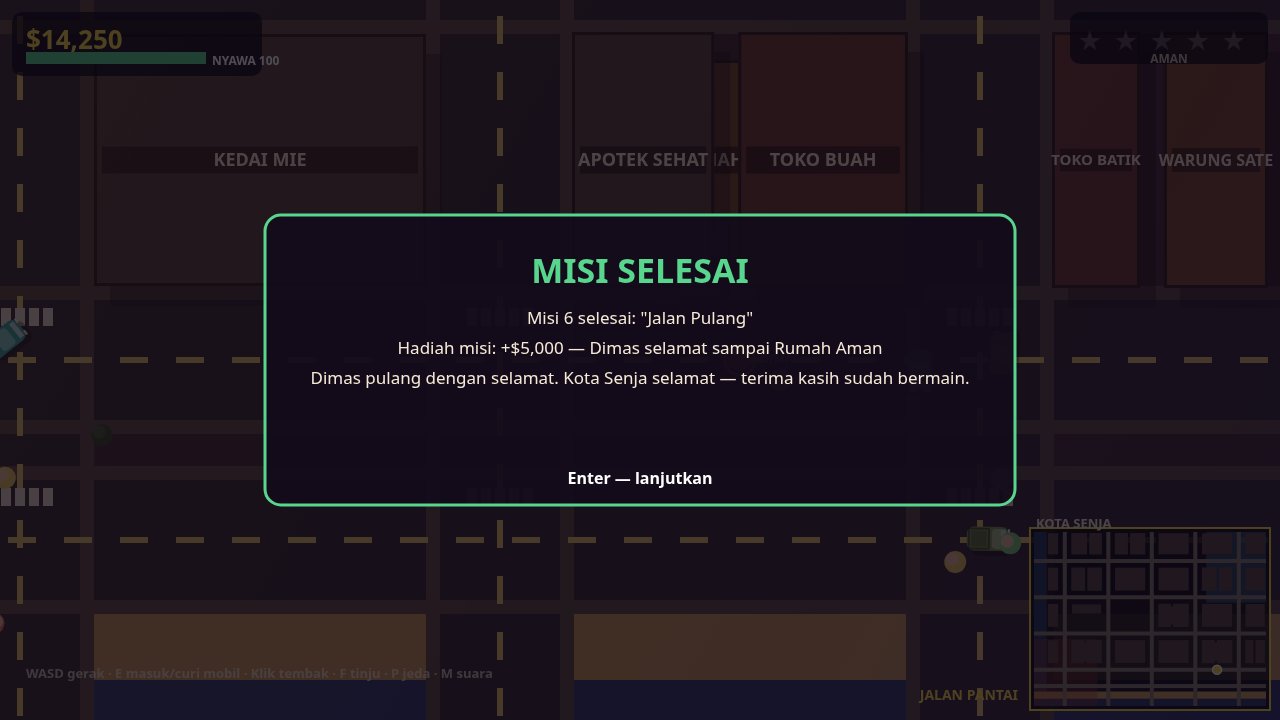 $14,250
NYAWA 100
AMAN
KEDAI MIE
APOTEK SEHAT
TOKO BUAH
TOKO BATIK
WARUNG SATE
MISI SELESAI
Misi 6 selesai: "Jalan Pulang"
Hadiah misi: +$5,000 — Dimas selamat sampai Rumah Aman
Dimas pulang dengan selamat. Kota Senja selamat — terima kasih sudah bermain.
Enter — lanjutkan
KOTA SENJA
WASD gerak · E masuk/curi mobil · Klik tembak · F tinju · P jeda · M suara
JALAN PANTAI